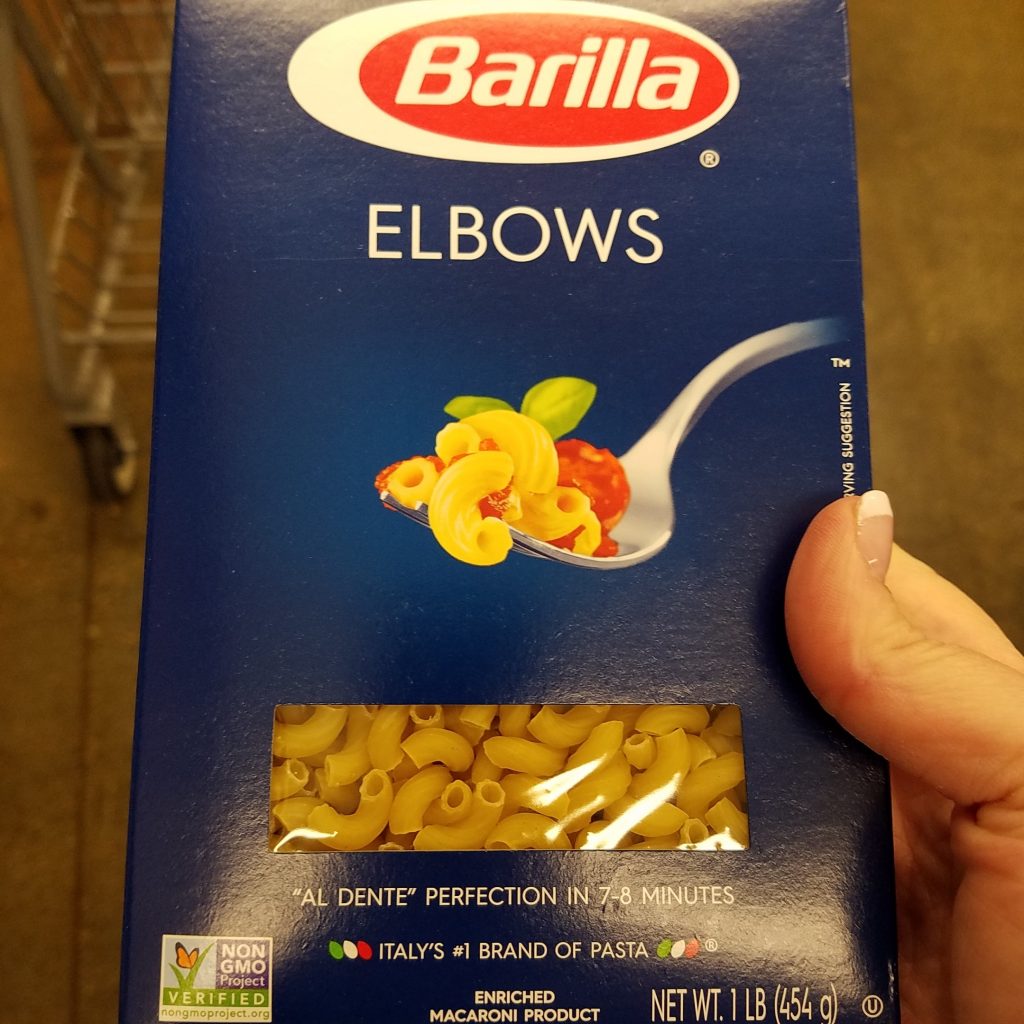 Barilla
®
ELBOWS
™
RVING SUGGESTION
"AL DENTE" PERFECTION IN 7-8 MINUTES
ITALY'S #1 BRAND OF PASTA ®
NON
GMO
Project
VERIFIED
nongmoproject.org
ENRICHED
MACARONI PRODUCT
NET WT. 1 LB (454 g)
U